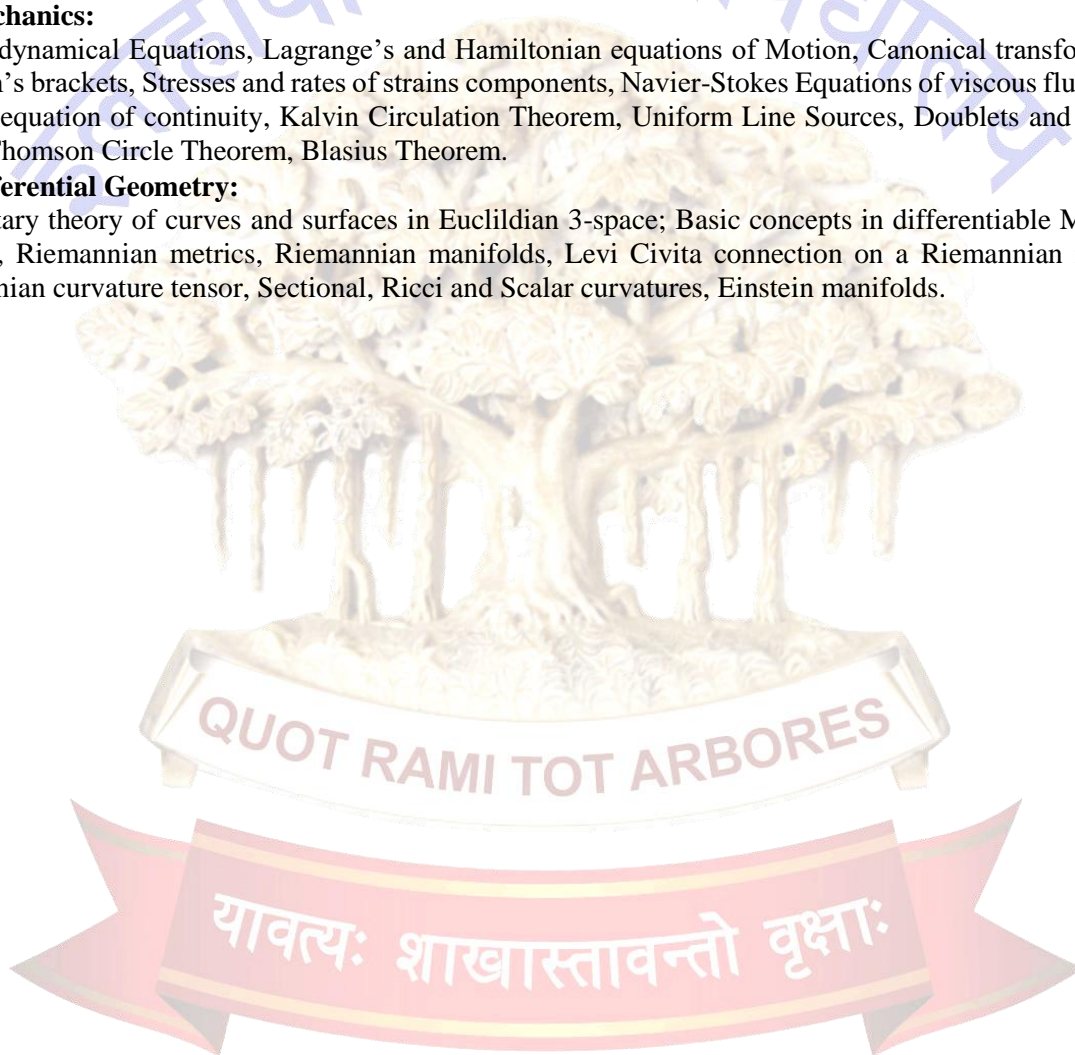 chanics:
dynamical Equations, Lagrange's and Hamiltonian equations of Motion, Canonical transfo
n's brackets, Stresses and rates of strains components, Navier-Stokes Equations of viscous flu
equation of continuity, Kalvin Circulation Theorem, Uniform Line Sources, Doublets and
Thomson Circle Theorem, Blasius Theorem.
ferential Geometry:
tary theory of curves and surfaces in Euclildian 3-space; Basic concepts in differentiable M
, Riemannian metrics, Riemannian manifolds, Levi Civita connection on a Riemannian
nian curvature tensor, Sectional, Ricci and Scalar curvatures, Einstein manifolds.
QUOT RAMI TOT ARBORES
यावत्यः शाखास्तावन्तो वृक्षाः